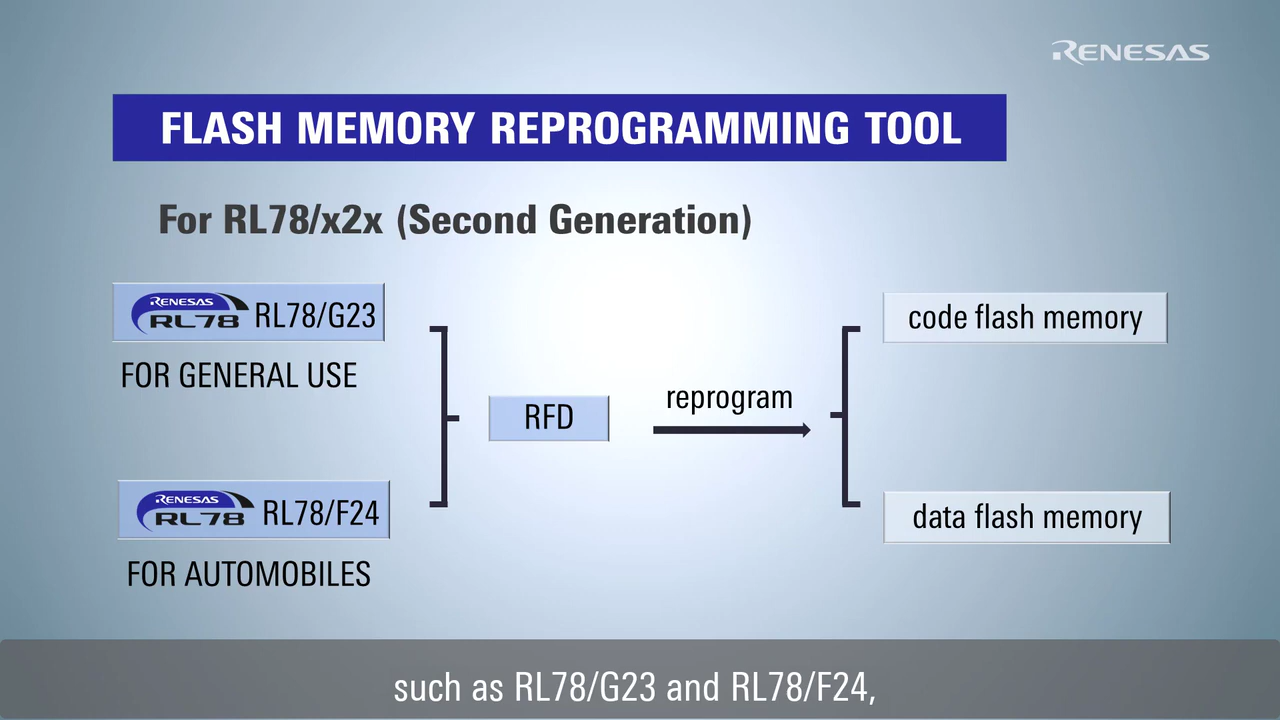 RENESAS
FLASH MEMORY REPROGRAMMING TOOL
For RL78/x2x (Second Generation)
RENESAS
RL78
RL78/G23
FOR GENERAL USE
RENESAS
RL78
RL78/F24
FOR AUTOMOBILES
RFD
reprogram
code flash memory
data flash memory
such as RL78/G23 and RL78/F24,